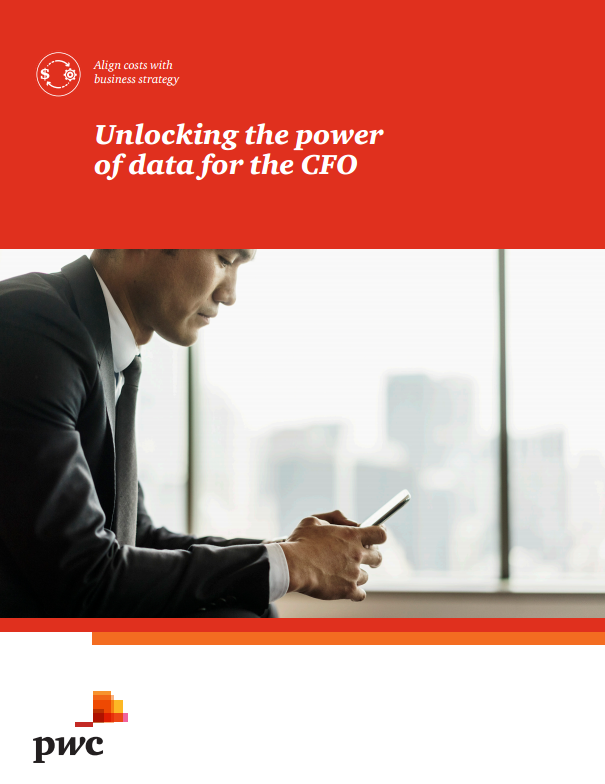 $
Align costs with
business strategy
Unlocking the power
of data for the CFO
pwc